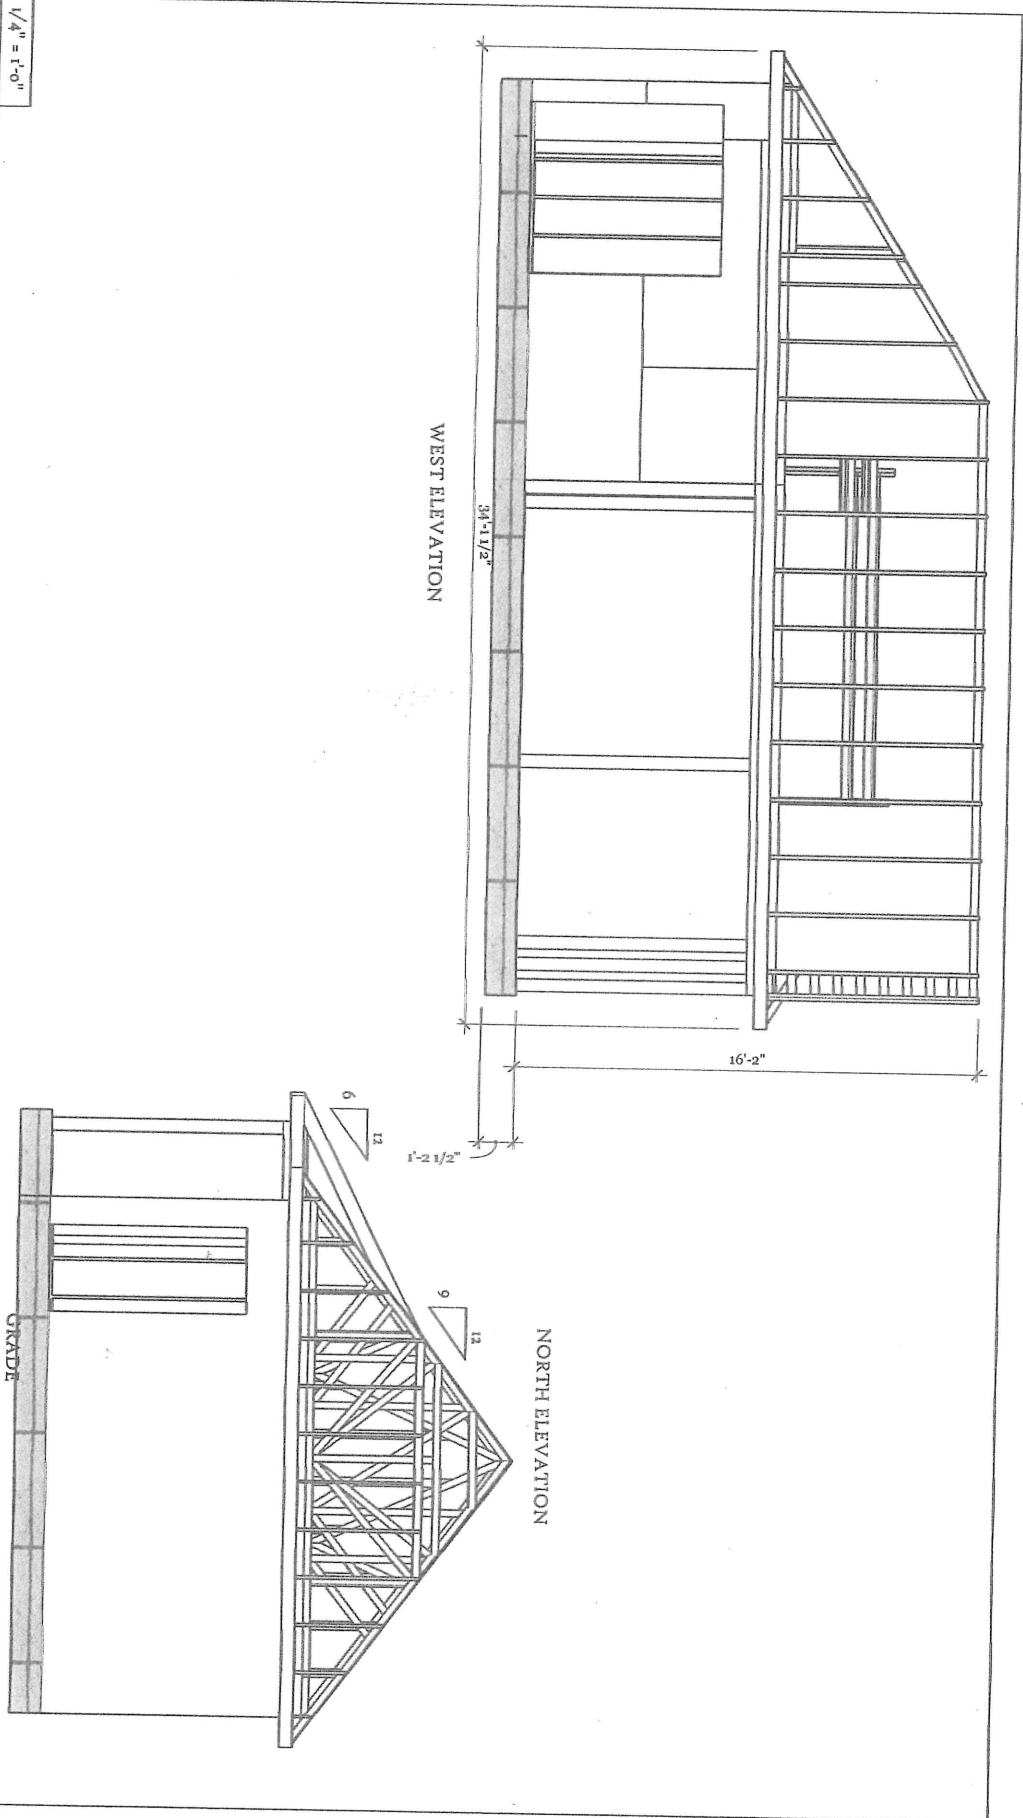 1/4" = 1'-0"
WEST ELEVATION
34'-1 1/2"
16'-2"
1'-2 1/2"
6
12
9
12
NORTH ELEVATION
GRADE